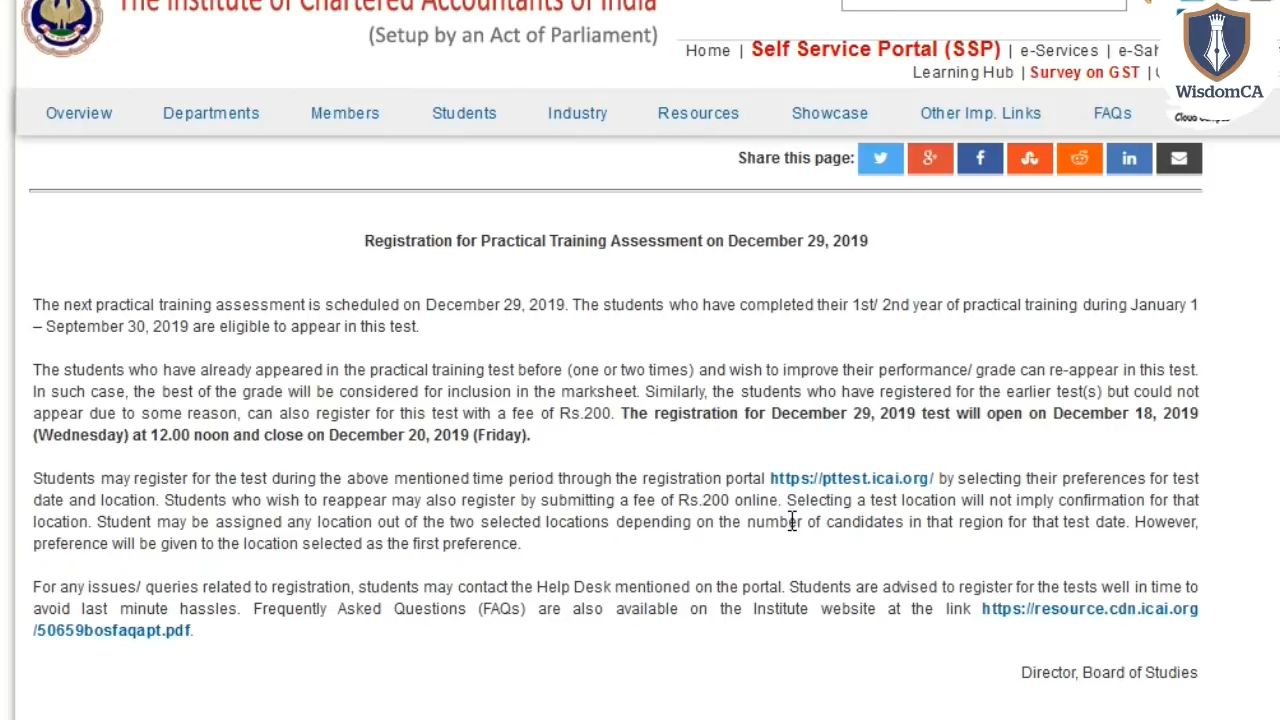 The Institute of Chartered Accountants of India
(Setup by an Act of Parliament)
Home | Self Service Portal (SSP) | e-Services | e-Sah
Learning Hub | Survey on GST |
WisdomCA
Overview Departments Members Students Industry Resources Showcase Other Imp. Links FAQs
Share this page:
Registration for Practical Training Assessment on December 29, 2019
The next practical training assessment is scheduled on December 29, 2019. The students who have completed their 1st/ 2nd year of practical training during January 1
– September 30, 2019 are eligible to appear in this test.
The students who have already appeared in the practical training test before (one or two times) and wish to improve their performance/ grade can re-appear in this test.
In such case, the best of the grade will be considered for inclusion in the marksheet. Similarly, the students who have registered for the earlier test(s) but could not
appear due to some reason, can also register for this test with a fee of Rs.200. The registration for December 29, 2019 test will open on December 18, 2019
(Wednesday) at 12.00 noon and close on December 20, 2019 (Friday).
Students may register for the test during the above mentioned time period through the registration portal https://pttest.icai.org/ by selecting their preferences for test
date and location. Students who wish to reappear may also register by submitting a fee of Rs.200 online. Selecting a test location will not imply confirmation for that
location. Student may be assigned any location out of the two selected locations depending on the number of candidates in that region for that test date. However,
preference will be given to the location selected as the first preference.
For any issues/ queries related to registration, students may contact the Help Desk mentioned on the portal. Students are advised to register for the tests well in time to
avoid last minute hassles. Frequently Asked Questions (FAQs) are also available on the Institute website at the link https://resource.cdn.icai.org
/50659bosfaqapt.pdf.
Director, Board of Studies